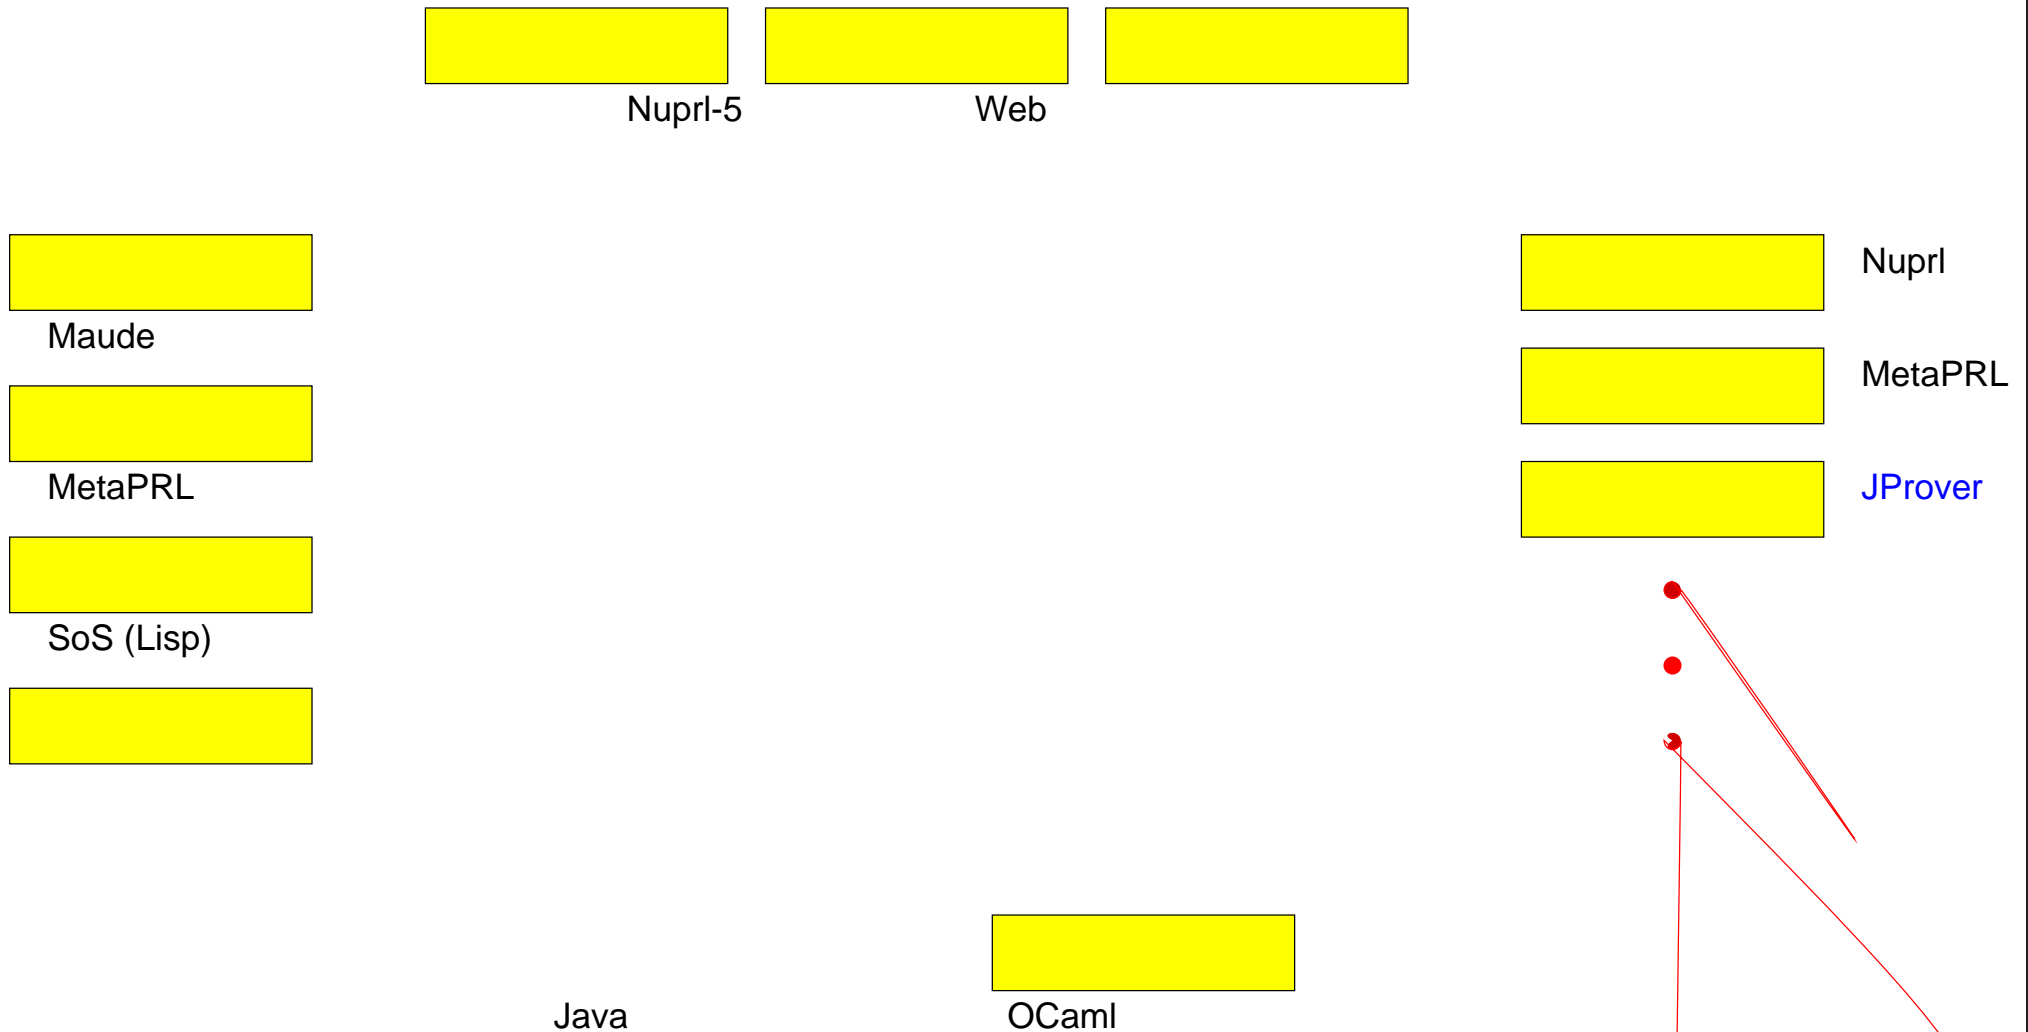 Nuprl-5 Web
Nuprl
Maude
MetaPRL
MetaPRL
JProver
SoS (Lisp)
Java OCaml